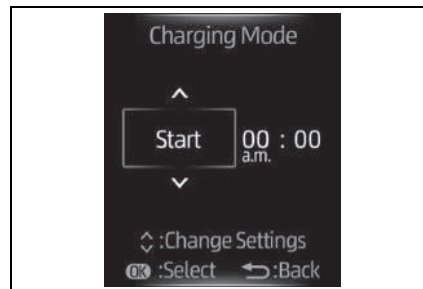 Charging Mode
Start 00 : 00
a.m.
:Change Settings
OK :Select :Back